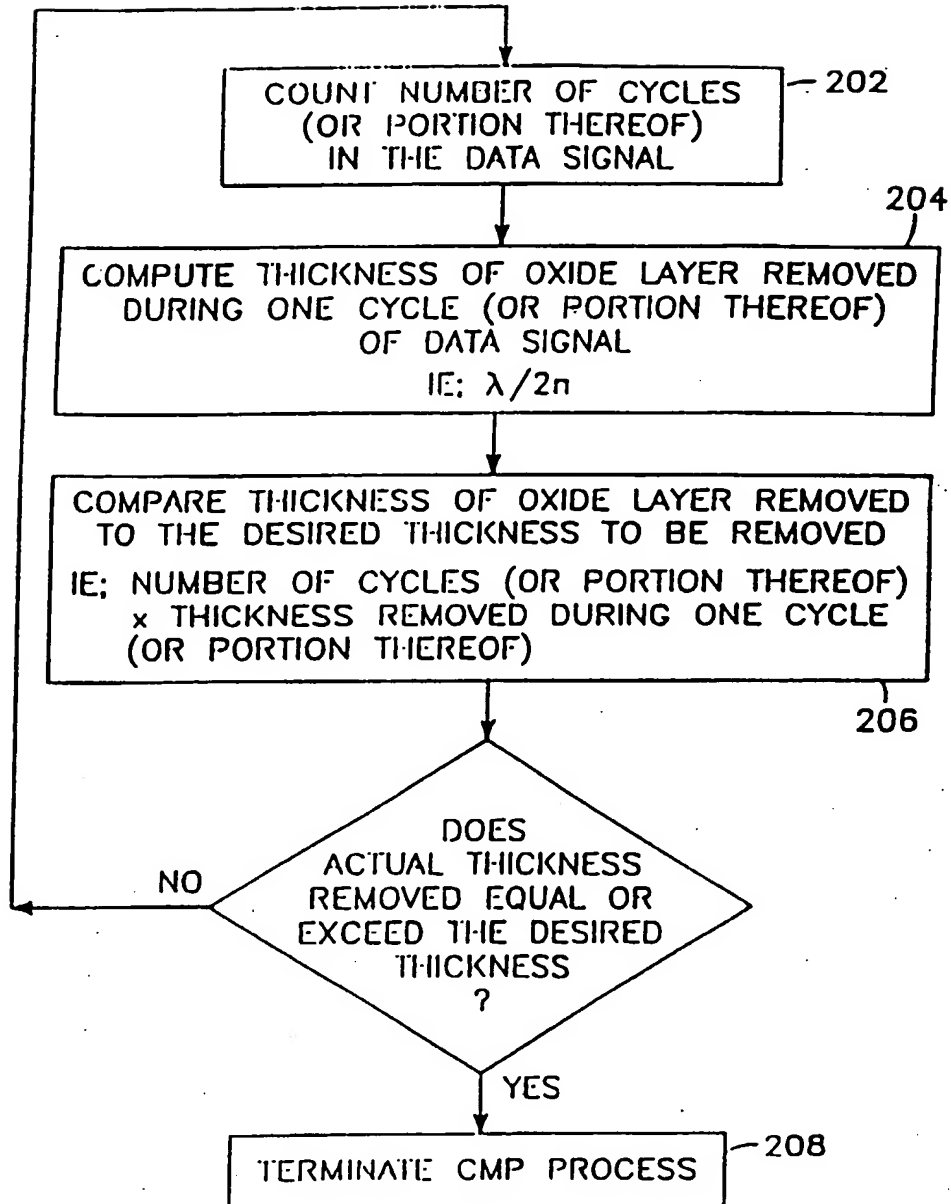 COUNT NUMBER OF CYCLES
(OR PORTION THEREOF)
IN THE DATA SIGNAL
202
204
COMPUTE THICKNESS OF OXIDE LAYER REMOVED
DURING ONE CYCLE (OR PORTION THEREOF)
OF DATA SIGNAL
IE; λ/2n
COMPARE THICKNESS OF OXIDE LAYER REMOVED
TO THE DESIRED THICKNESS TO BE REMOVED
IE; NUMBER OF CYCLES (OR PORTION THEREOF)
x THICKNESS REMOVED DURING ONE CYCLE
(OR PORTION THEREOF)
206
DOES
ACTUAL THICKNESS
REMOVED EQUAL OR
EXCEED THE DESIRED
THICKNESS
?
NO
YES
TERMINATE CMP PROCESS
208